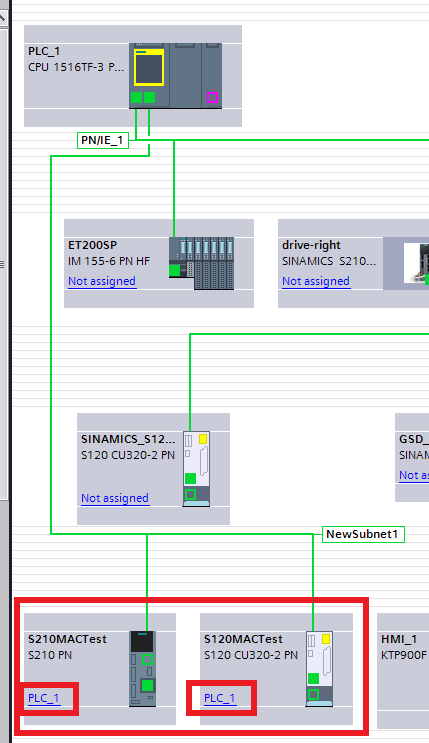 PLC_1
CPU 1516TF-3 P...
PN/IE_1
ET200SP
IM 155-6 PN HF
Not assigned
drive-right
SINAMICS S210...
Not assigned
SINAMICS_S12...
S120 CU320-2 PN
Not assigned
GSD_
SINAM
Not as
NewSubnet1
S210MACTest
S210 PN
PLC_1
S120MACTest
S120 CU320-2 PN
PLC_1
HMI_1
KTP900F